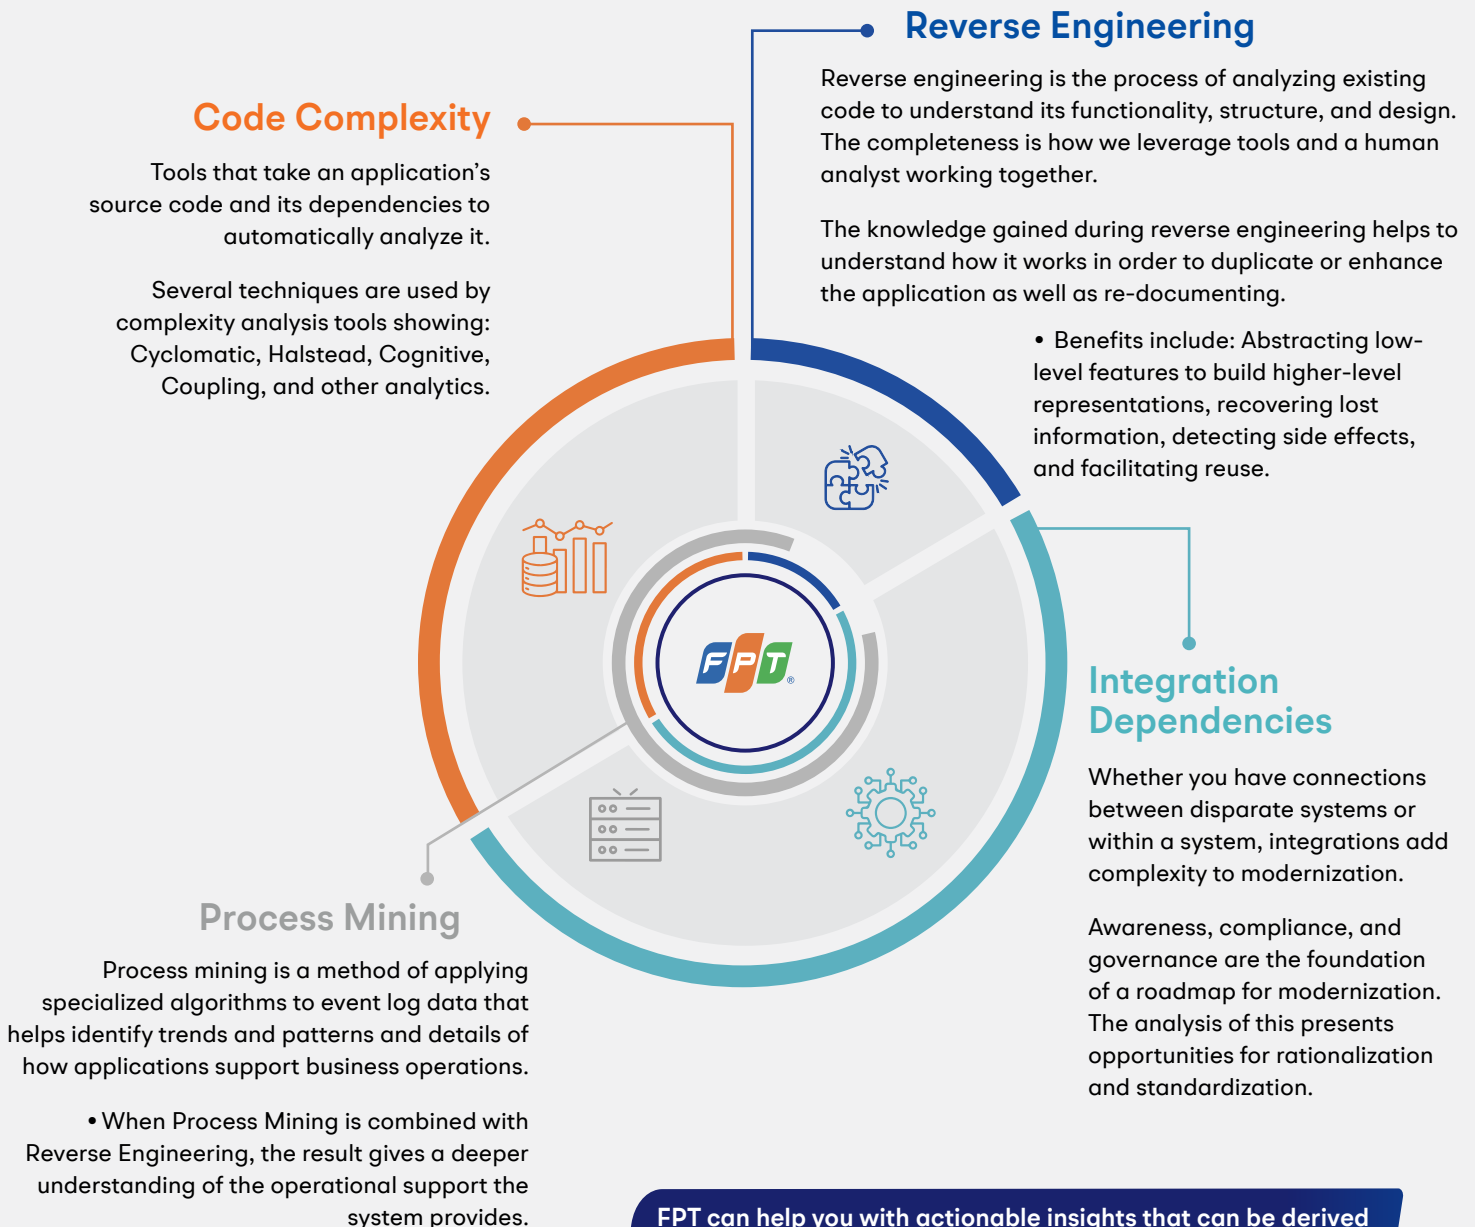 Reverse Engineering
Reverse engineering is the process of analyzing existing
code to understand its functionality, structure, and design.
The completeness is how we leverage tools and a human
analyst working together.
The knowledge gained during reverse engineering helps to
understand how it works in order to duplicate or enhance
the application as well as re-documenting.
• Benefits include: Abstracting low-
level features to build higher-level
representations, recovering lost
information, detecting side effects,
and facilitating reuse.
Code Complexity
Tools that take an application’s
source code and its dependencies to
automatically analyze it.
Several techniques are used by
complexity analysis tools showing:
Cyclomatic, Halstead, Cognitive,
Coupling, and other analytics.
FPT®
Integration
Dependencies
Whether you have connections
between disparate systems or
within a system, integrations add
complexity to modernization.
Awareness, compliance, and
governance are the foundation
of a roadmap for modernization.
The analysis of this presents
opportunities for rationalization
and standardization.
Process Mining
Process mining is a method of applying
specialized algorithms to event log data that
helps identify trends and patterns and details of
how applications support business operations.
• When Process Mining is combined with
Reverse Engineering, the result gives a deeper
understanding of the operational support the
system provides.
FPT can help you with actionable insights that can be derived